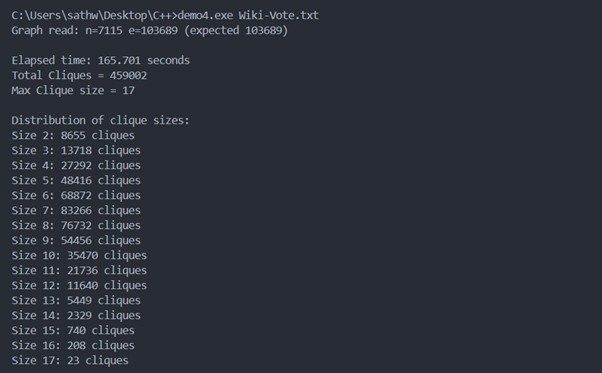 C:\Users\sathw\Desktop\C++>demo4.exe Wiki-Vote.txt
Graph read: n=7115 e=103689 (expected 103689)
Elapsed time: 165.701 seconds
Total Cliques = 459002
Max Clique size = 17
Distribution of clique sizes:
Size 2: 8655 cliques
Size 3: 13718 cliques
Size 4: 27292 cliques
Size 5: 48416 cliques
Size 6: 68872 cliques
Size 7: 83266 cliques
Size 8: 76732 cliques
Size 9: 54456 cliques
Size 10: 35470 cliques
Size 11: 21736 cliques
Size 12: 11640 cliques
Size 13: 5449 cliques
Size 14: 2329 cliques
Size 15: 740 cliques
Size 16: 208 cliques
Size 17: 23 cliques